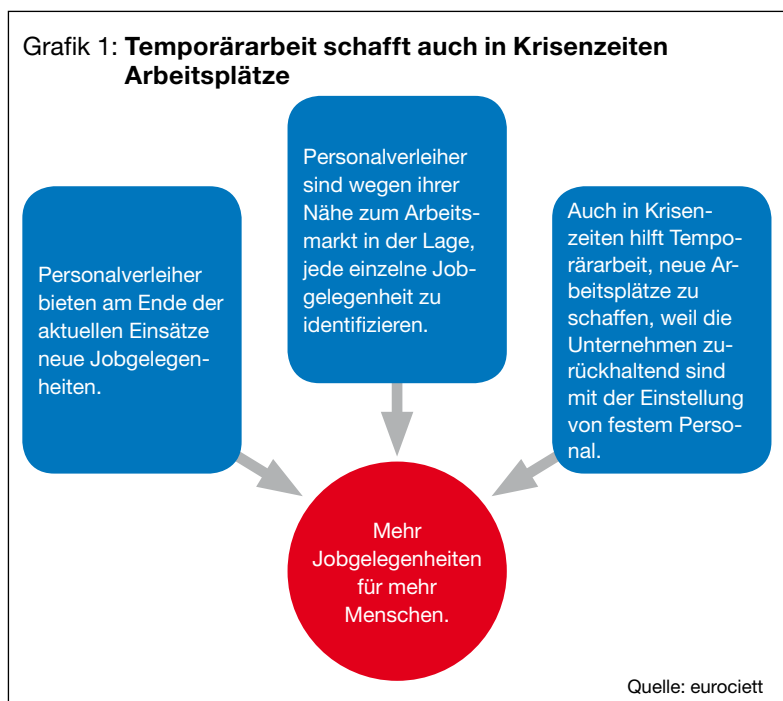 Grafik 1: Temporärarbeit schafft auch in Krisenzeiten
Arbeitsplätze
Personalverleiher
bieten am Ende der
aktuellen Einsätze
neue Jobgelegen-
heiten.
Personalverleiher
sind wegen ihrer
Nähe zum Arbeits-
markt in der Lage,
jede einzelne Job-
gelegenheit zu
identifizieren.
Auch in Krisen-
zeiten hilft Tempo-
rärarbeit, neue Ar-
beitsplätze zu
schaffen, weil die
Unternehmen zu-
rückhaltend sind
mit der Einstellung
von festem Perso-
nal.
Mehr
Jobgelegenheiten
für mehr
Menschen.
Quelle: eurociett